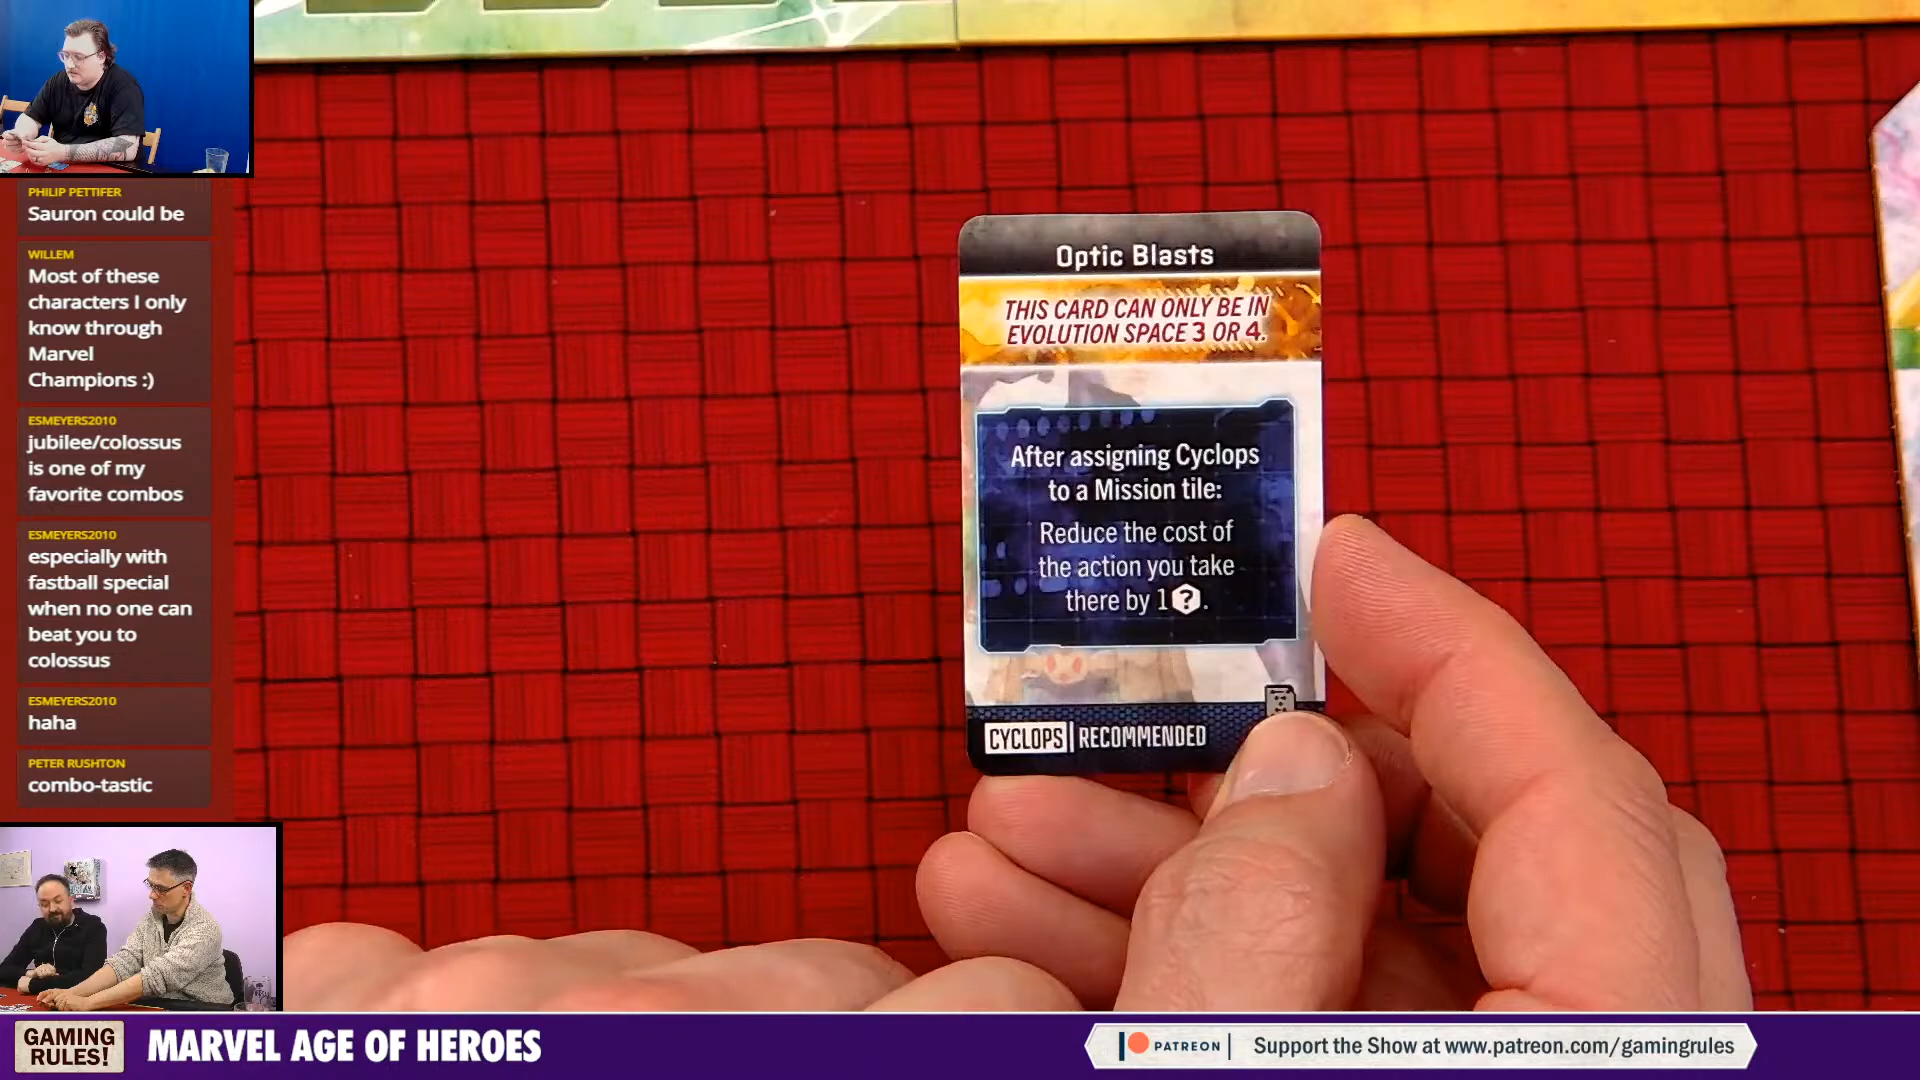 PHILIP PETTIFER
Sauron could be
WILLEM
Most of these
characters I only
know through
Marvel
Champions :)
ESMEYERS2010
jubilee/colossus
is one of my
favorite combos
ESMEYERS2010
especially with
fastball special
when no one can
beat you to
colossus
ESMEYERS2010
haha
PETER RUSHTON
combo-tastic
Optic Blasts
THIS CARD CAN ONLY BE IN
EVOLUTION SPACE 3 OR 4.
After assigning Cyclops
to a Mission tile:
Reduce the cost of
the action you take
there by 1 ?.
CYCLOPS | RECOMMENDED
GAMING
RULES!
MARVEL AGE OF HEROES
PATREON | Support the Show at www.patreon.com/gamingrules